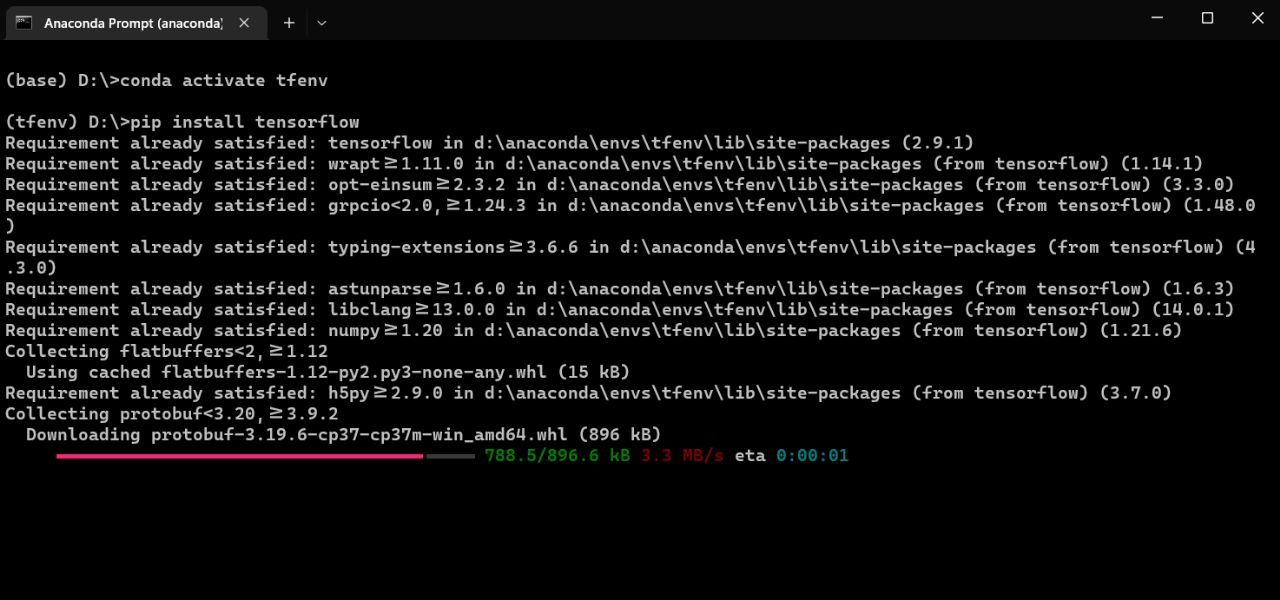 Anaconda Prompt (anaconda)
(base) D:\>conda activate tfenv
(tfenv) D:\>pip install tensorflow
Requirement already satisfied: tensorflow in d:\anaconda\envs\tfenv\lib\site-packages (2.9.1)
Requirement already satisfied: wrapt≥1.11.0 in d:\anaconda\envs\tfenv\lib\site-packages (from tensorflow) (1.14.1)
Requirement already satisfied: opt-einsum≥2.3.2 in d:\anaconda\envs\tfenv\lib\site-packages (from tensorflow) (3.3.0)
Requirement already satisfied: grpcio<2.0,≥1.24.3 in d:\anaconda\envs\tfenv\lib\site-packages (from tensorflow) (1.48.0
)
Requirement already satisfied: typing-extensions≥3.6.6 in d:\anaconda\envs\tfenv\lib\site-packages (from tensorflow) (4
.3.0)
Requirement already satisfied: astunparse≥1.6.0 in d:\anaconda\envs\tfenv\lib\site-packages (from tensorflow) (1.6.3)
Requirement already satisfied: libclang≥13.0.0 in d:\anaconda\envs\tfenv\lib\site-packages (from tensorflow) (14.0.1)
Requirement already satisfied: numpy≥1.20 in d:\anaconda\envs\tfenv\lib\site-packages (from tensorflow) (1.21.6)
Collecting flatbuffers<2,≥1.12
  Using cached flatbuffers-1.12-py2.py3-none-any.whl (15 kB)
Requirement already satisfied: h5py≥2.9.0 in d:\anaconda\envs\tfenv\lib\site-packages (from tensorflow) (3.7.0)
Collecting protobuf<3.20,≥3.9.2
  Downloading protobuf-3.19.6-cp37-cp37m-win_amd64.whl (896 kB)
788.5/896.6 kB 3.3 MB/s eta 0:00:01